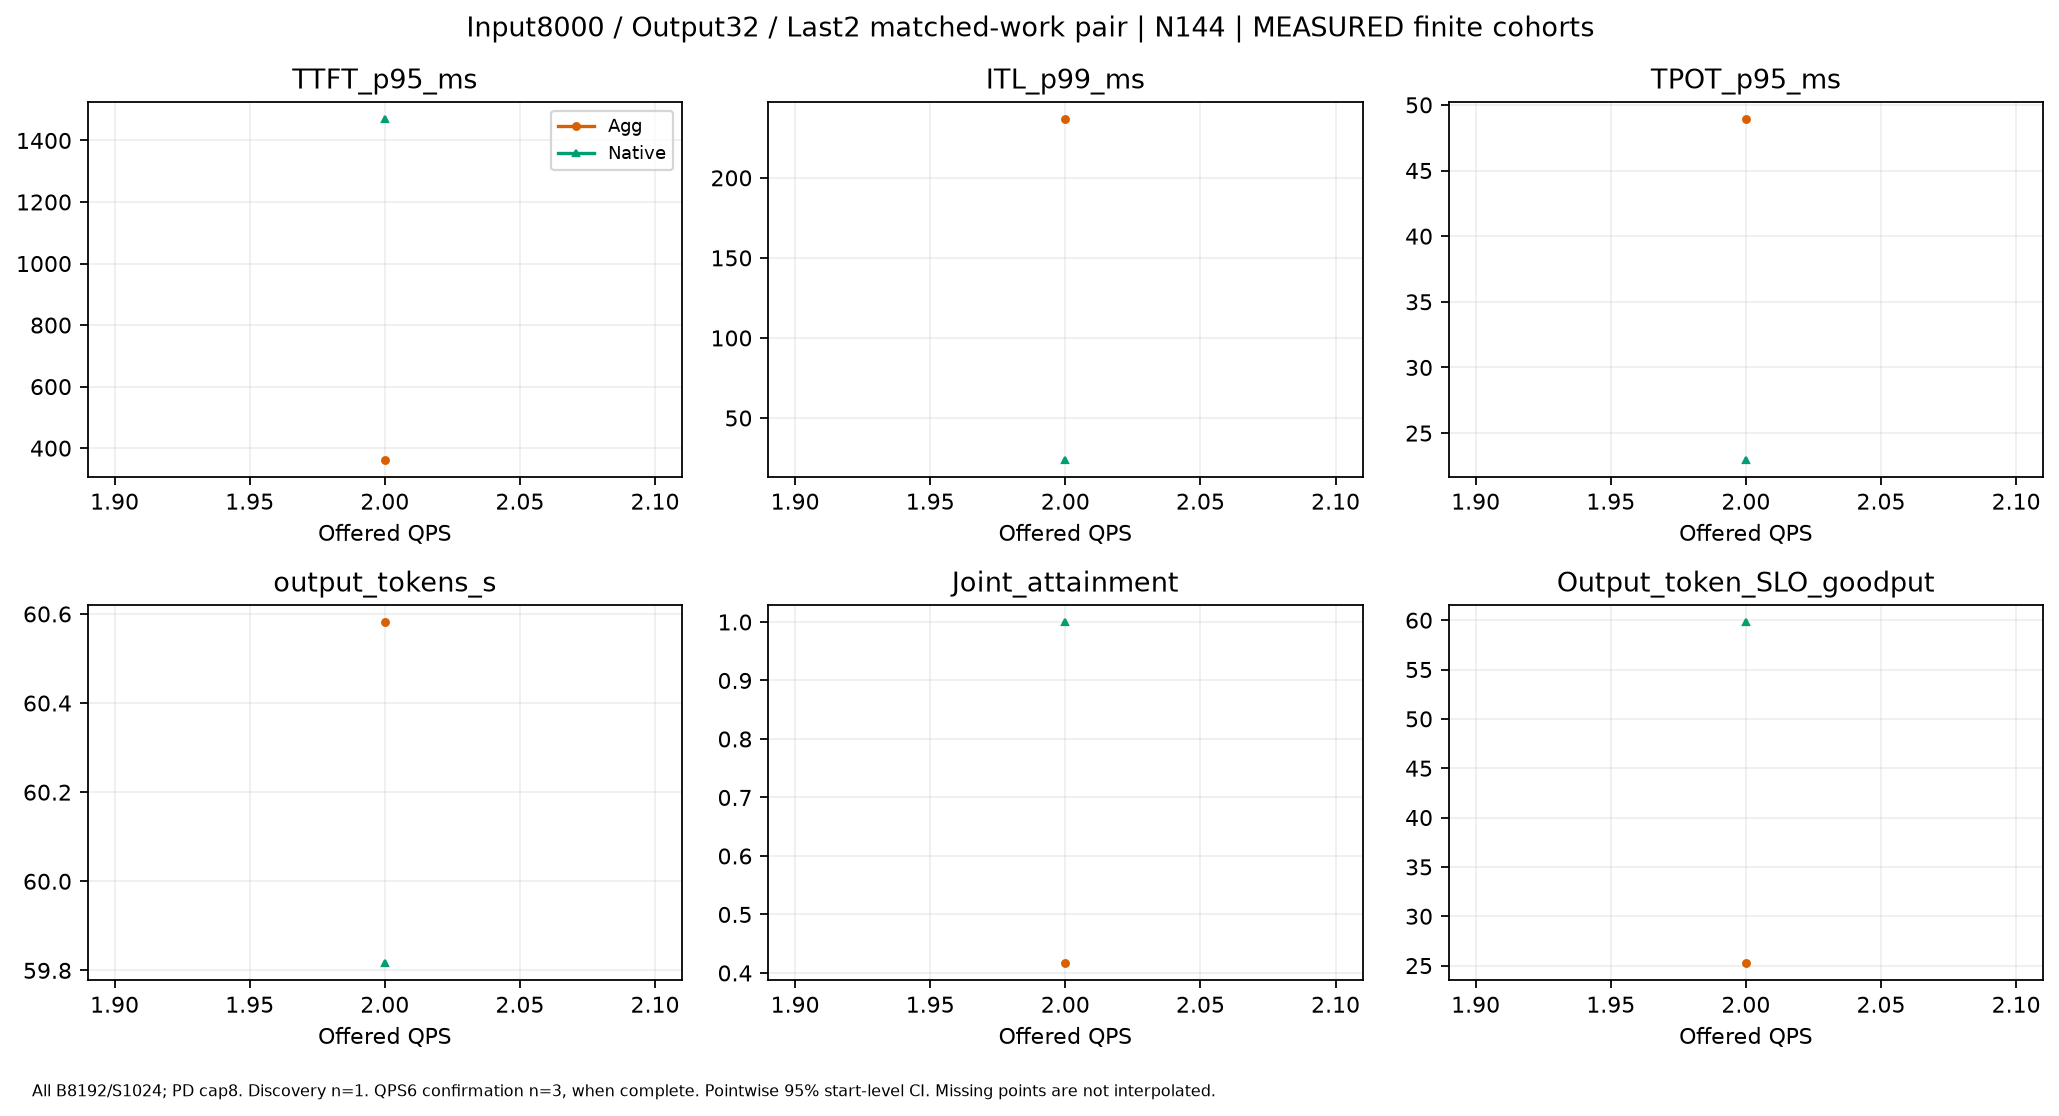 Input8000 / Output32 / Last2 matched-work pair | N144 | MEASURED finite cohorts
TTFT_p95_ms
1400
1200
1000
800
600
400
1.90 1.95 2.00 2.05 2.10
Offered QPS
Agg
Native
ITL_p99_ms
200
150
100
50
1.90 1.95 2.00 2.05 2.10
Offered QPS
TPOT_p95_ms
50
45
40
35
30
25
1.90 1.95 2.00 2.05 2.10
Offered QPS
output_tokens_s
60.6
60.4
60.2
60.0
59.8
1.90 1.95 2.00 2.05 2.10
Offered QPS
Joint_attainment
1.0
0.9
0.8
0.7
0.6
0.5
0.4
1.90 1.95 2.00 2.05 2.10
Offered QPS
Output_token_SLO_goodput
60
55
50
45
40
35
30
25
1.90 1.95 2.00 2.05 2.10
Offered QPS
All B8192/S1024; PD cap8. Discovery n=1. QPS6 confirmation n=3, when complete. Pointwise 95% start-level CI. Missing points are not interpolated.